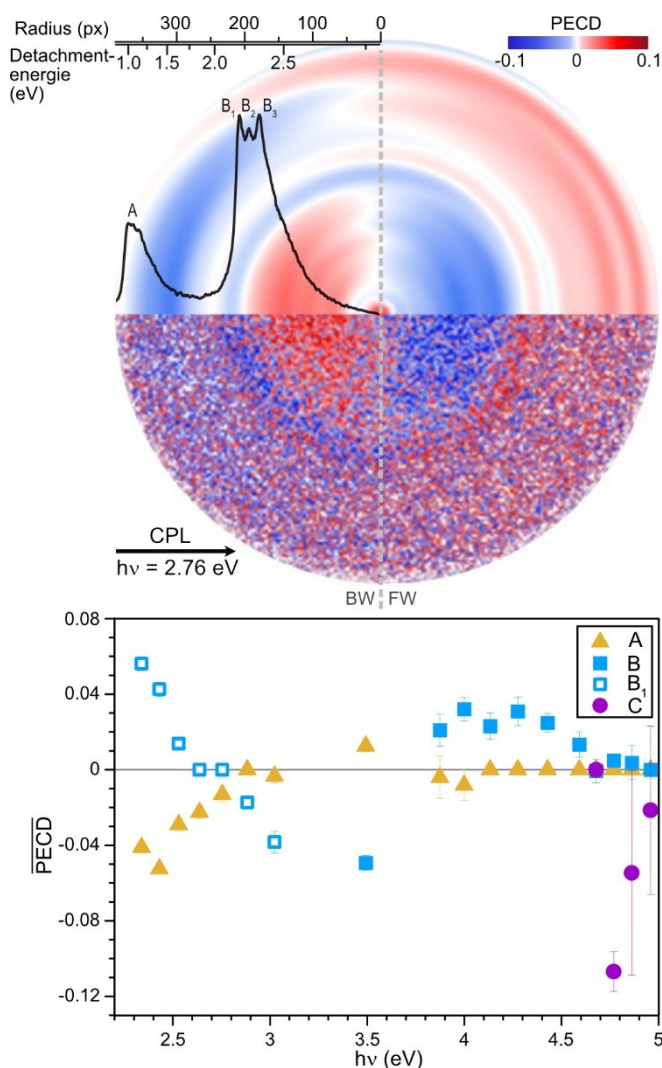 Radius (px) 300 200 100 0
PECD
-0.1 0 0.1
Detachment-
energie
(eV)
1.0 1.5 2.0 2.5
B1 B2 B3
A
CPL
hν = 2.76 eV
BW FW
0.08
0.04
0
-0.04
-0.08
-0.12
PECD
A
B
B1
C
2.5 3 3.5 4 4.5 5
hν (eV)